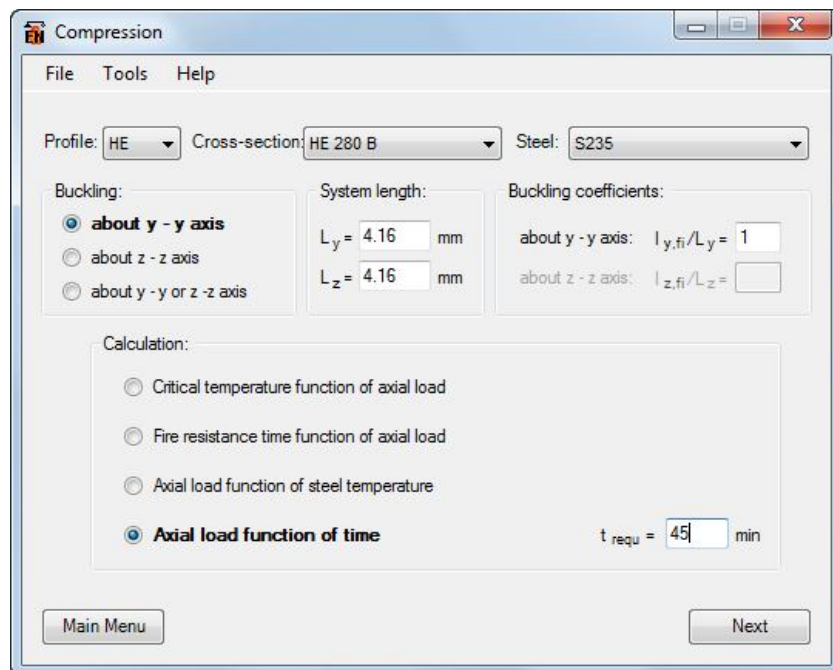 EN Compression
File Tools Help
Profile: HE Cross-section: HE 280 B Steel: S235
Buckling: System length: Buckling coefficients:
about y - y axis L y = 4.16 mm about y - y axis: l y,fi/L y = 1
about z - z axis L z = 4.16 mm about z - z axis: l z,fi/L z =
about y - y or z -z axis
Calculation:
Critical temperature function of axial load
Fire resistance time function of axial load
Axial load function of steel temperature
Axial load function of time t requ = 45 min
Main Menu Next